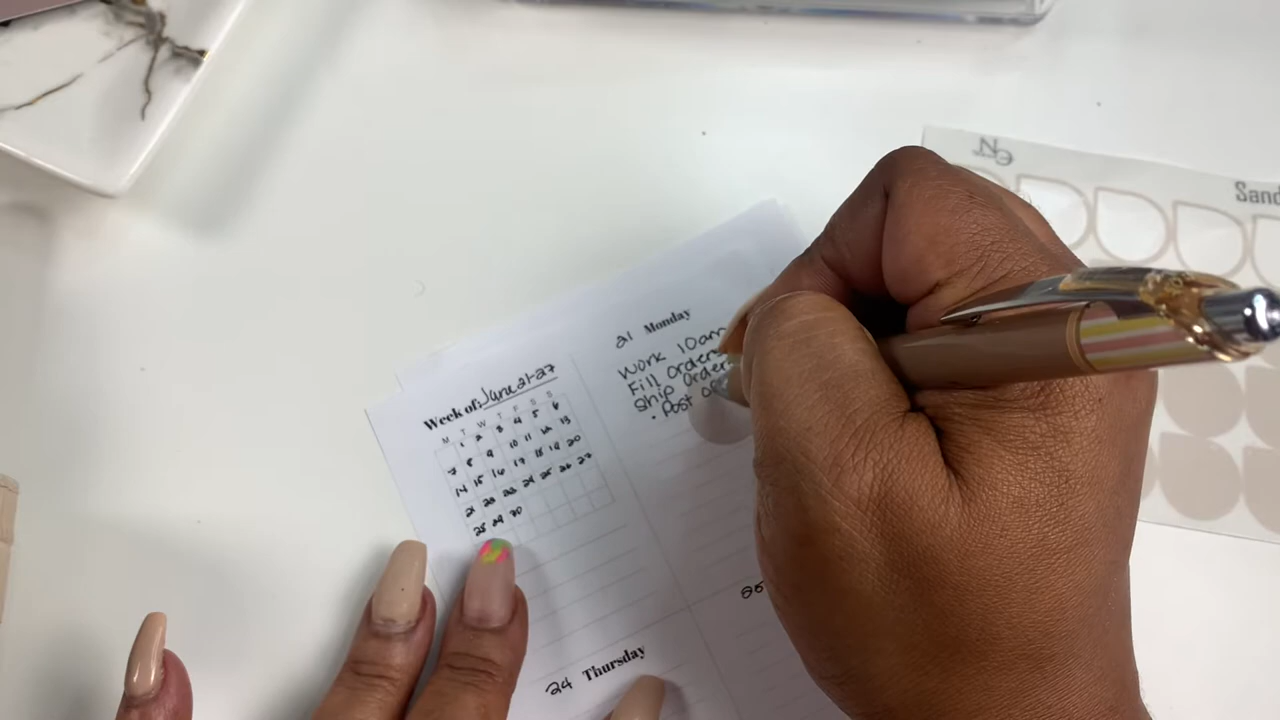 Week of: June 21-27
M T W T F S S
1 2 3 4 5 6
7 8 9 10 11 12 13
14 15 16 17 18 19 20
21 22 23 24 25 26 27
28 29 30
21 Monday
Work 10am
Fill orders
Ship order
• Post
24 Thursday
25
Sand